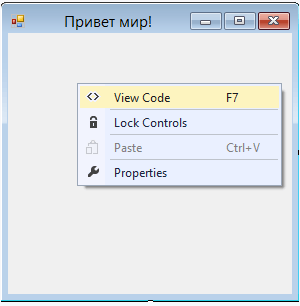 Привет мир!
View Code F7
Lock Controls
Paste Ctrl+V
Properties